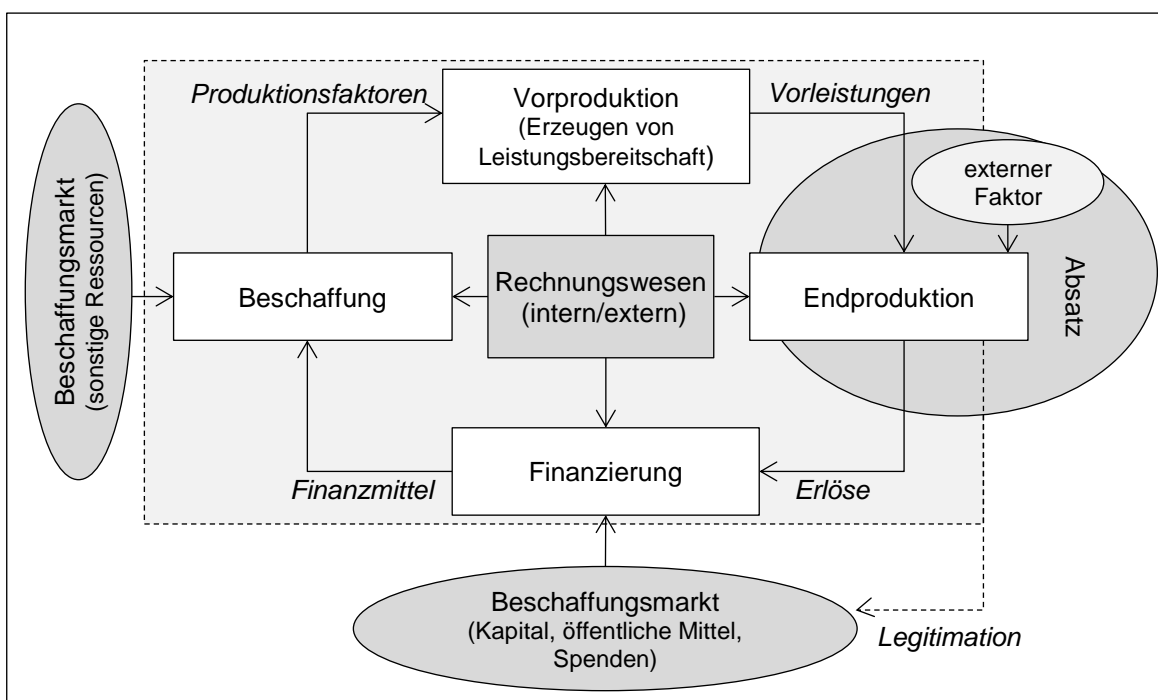 Produktionsfaktoren
Vorproduktion
(Erzeugen von
Leistungsbereitschaft)
Vorleistungen
externer
Faktor
Beschaffungsmarkt
(sonstige Ressourcen)
Beschaffung
Rechnungswesen
(intern/extern)
Endproduktion
Absatz
Finanzmittel
Finanzierung
Erlöse
Beschaffungsmarkt
(Kapital, öffentliche Mittel,
Spenden)
Legitimation